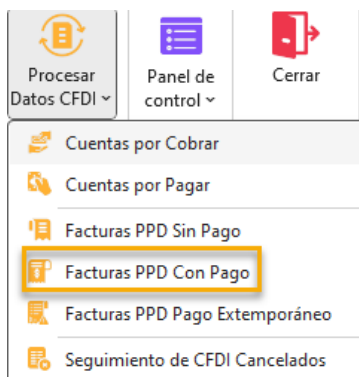 Procesar
Datos CFDI
Panel de
control
Cerrar
Cuentas por Cobrar
Cuentas por Pagar
Facturas PPD Sin Pago
Facturas PPD Con Pago
Facturas PPD Pago Extemporáneo
Seguimiento de CFDI Cancelados